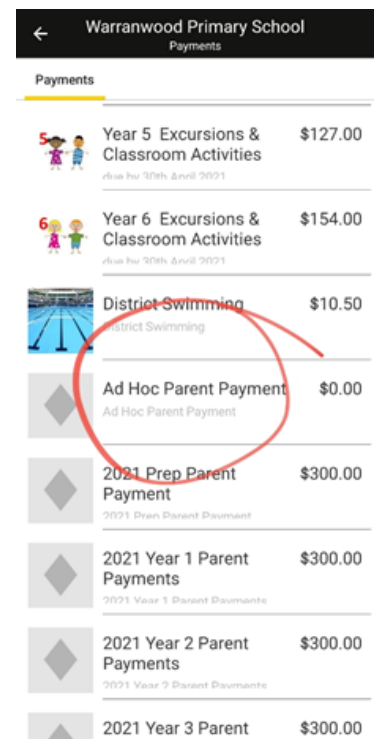 Warranwood Primary School
Payments
Payments
5
Year 5 Excursions & $127.00
Classroom Activities
due by 30th April 2021
6
Year 6 Excursions & $154.00
Classroom Activities
due by 30th April 2021
District Swimming $10.50
District Swimming
Ad Hoc Parent Payment $0.00
Ad Hoc Parent Payment
2021 Prep Parent $300.00
Payment
2021 Prep Parent Payment
2021 Year 1 Parent $300.00
Payments
2021 Year 1 Parent Payments
2021 Year 2 Parent $300.00
Payments
2021 Year 2 Parent Payments
2021 Year 3 Parent $300.00